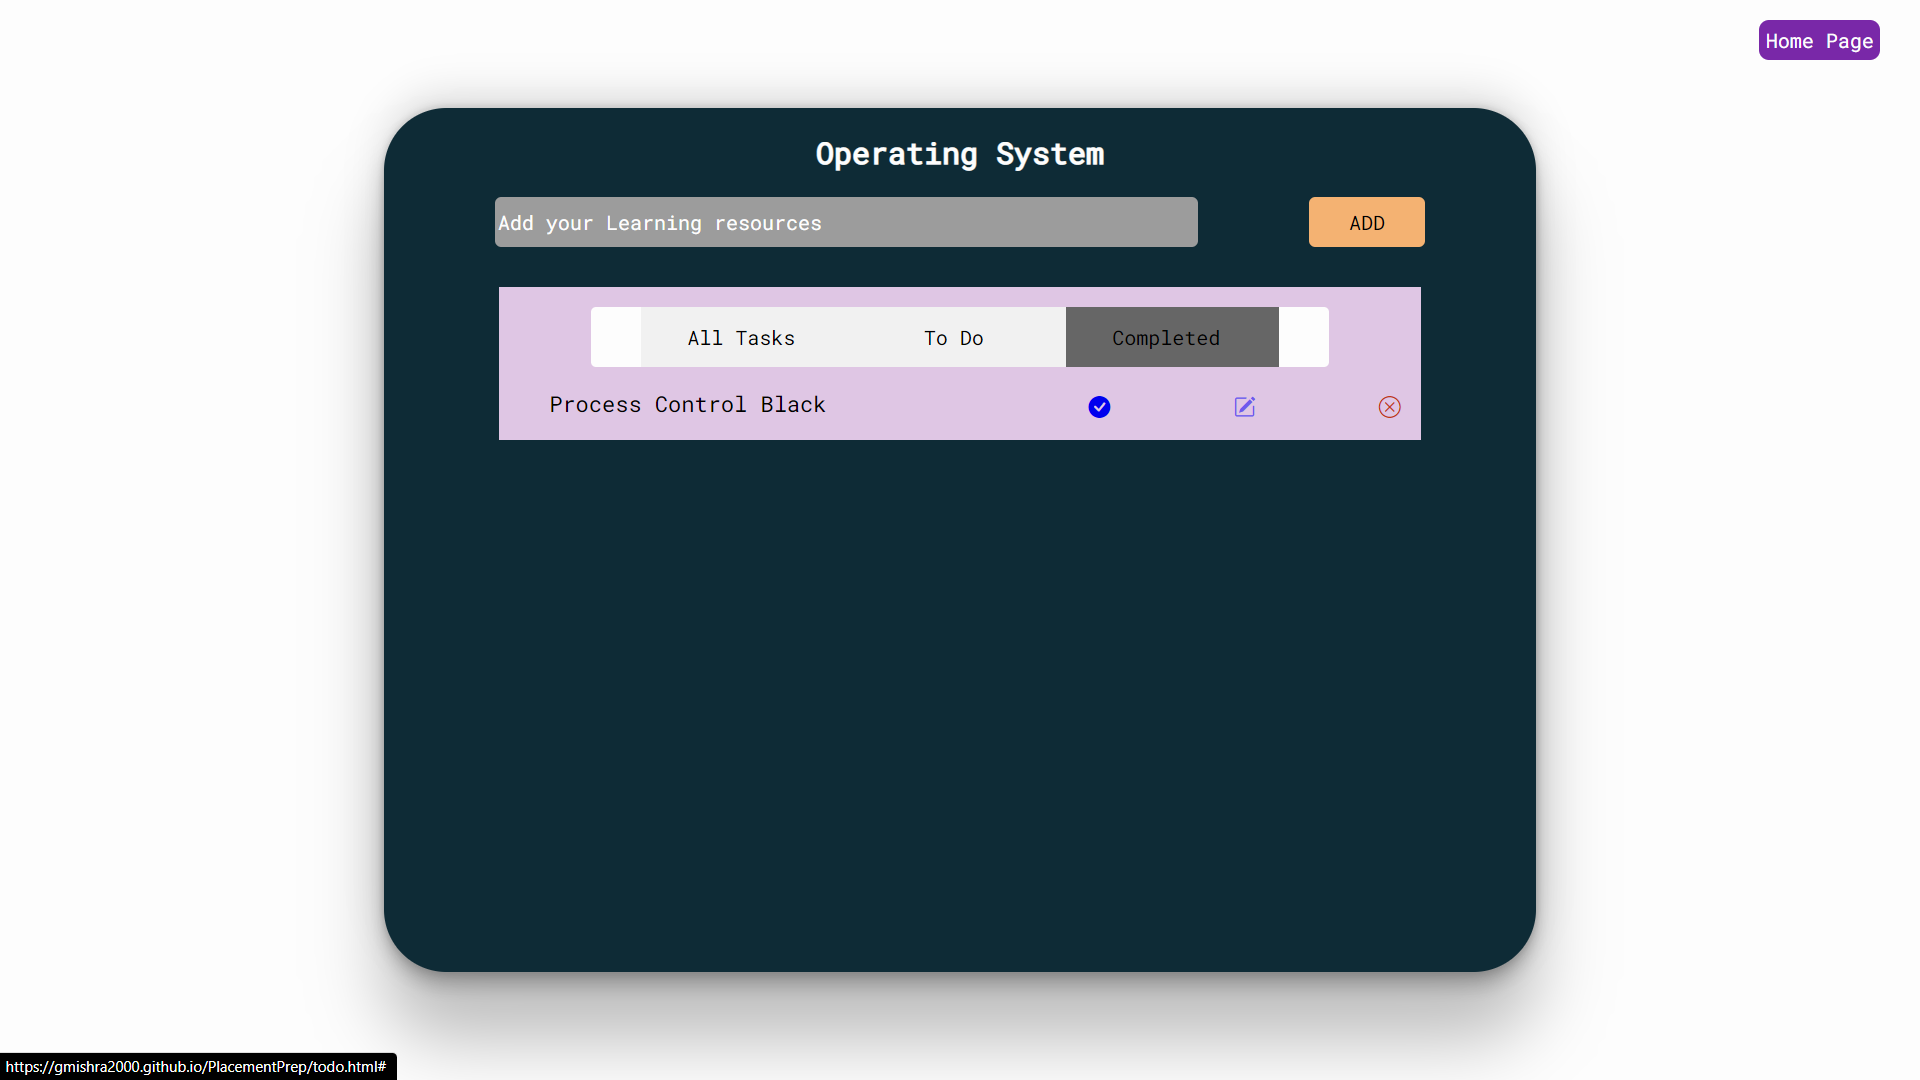 Home Page
Operating System
Add your Learning resources
ADD
All Tasks To Do Completed
Process Control Black
https://gmishra2000.github.io/PlacementPrep/todo.html#